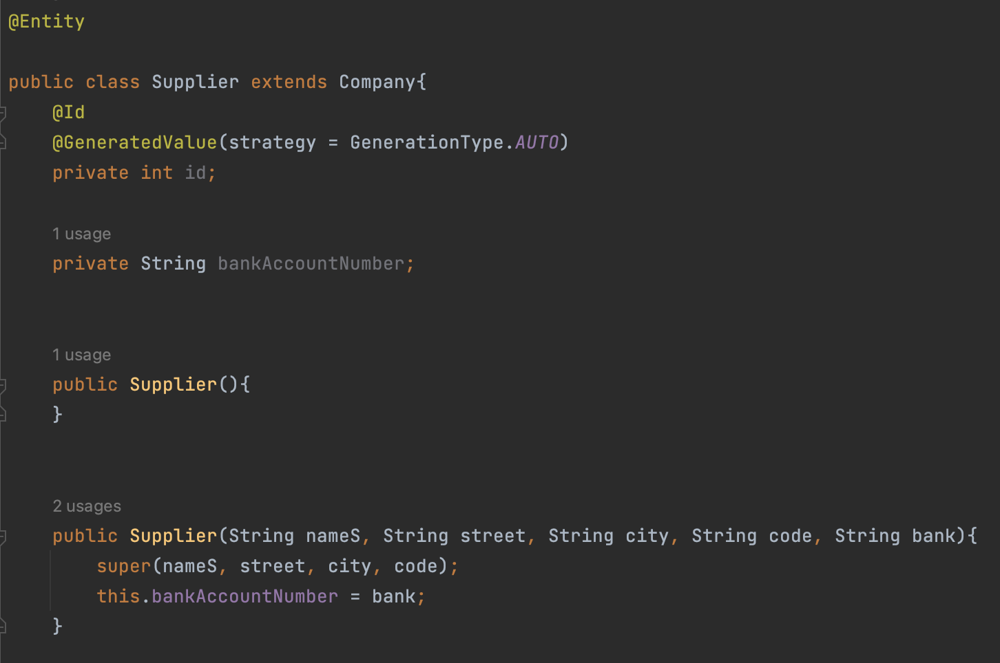 @Entity
public class Supplier extends Company{
@Id
@GeneratedValue(strategy = GenerationType.AUTO)
private int id;
1 usage
private String bankAccountNumber;
1 usage
public Supplier(){
}
2 usages
public Supplier(String nameS, String street, String city, String code, String bank){
super(nameS, street, city, code);
this.bankAccountNumber = bank;
}